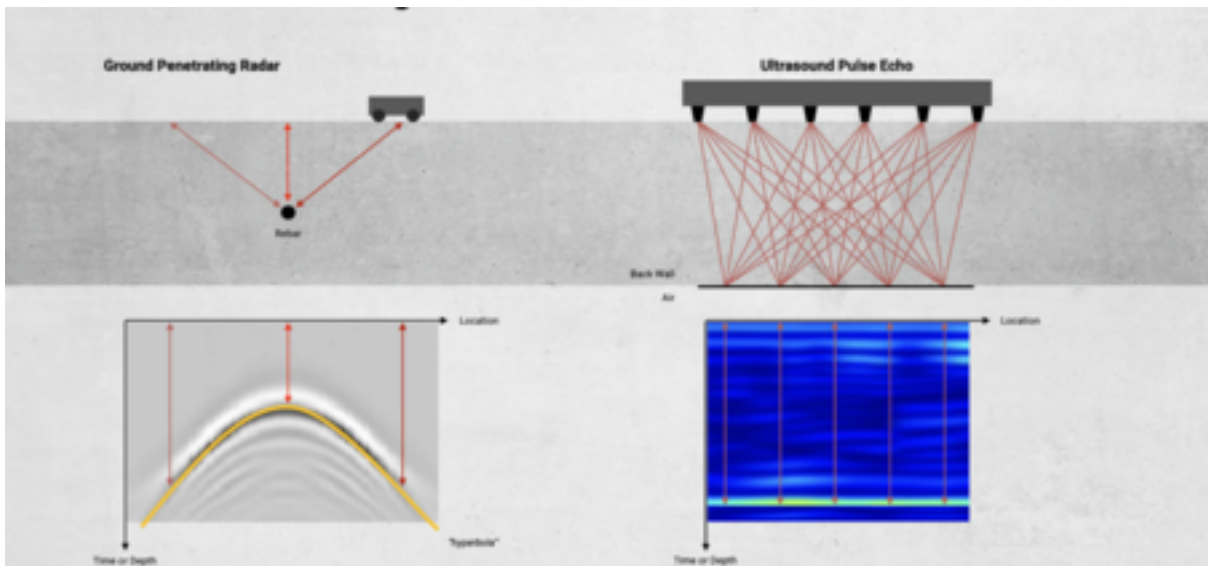 Ground Penetrating Radar
Ultrasound Pulse Echo
Rebar
Back Wall
Air
Location
Location
"hyperbola"
Time or Depth
Time or Depth